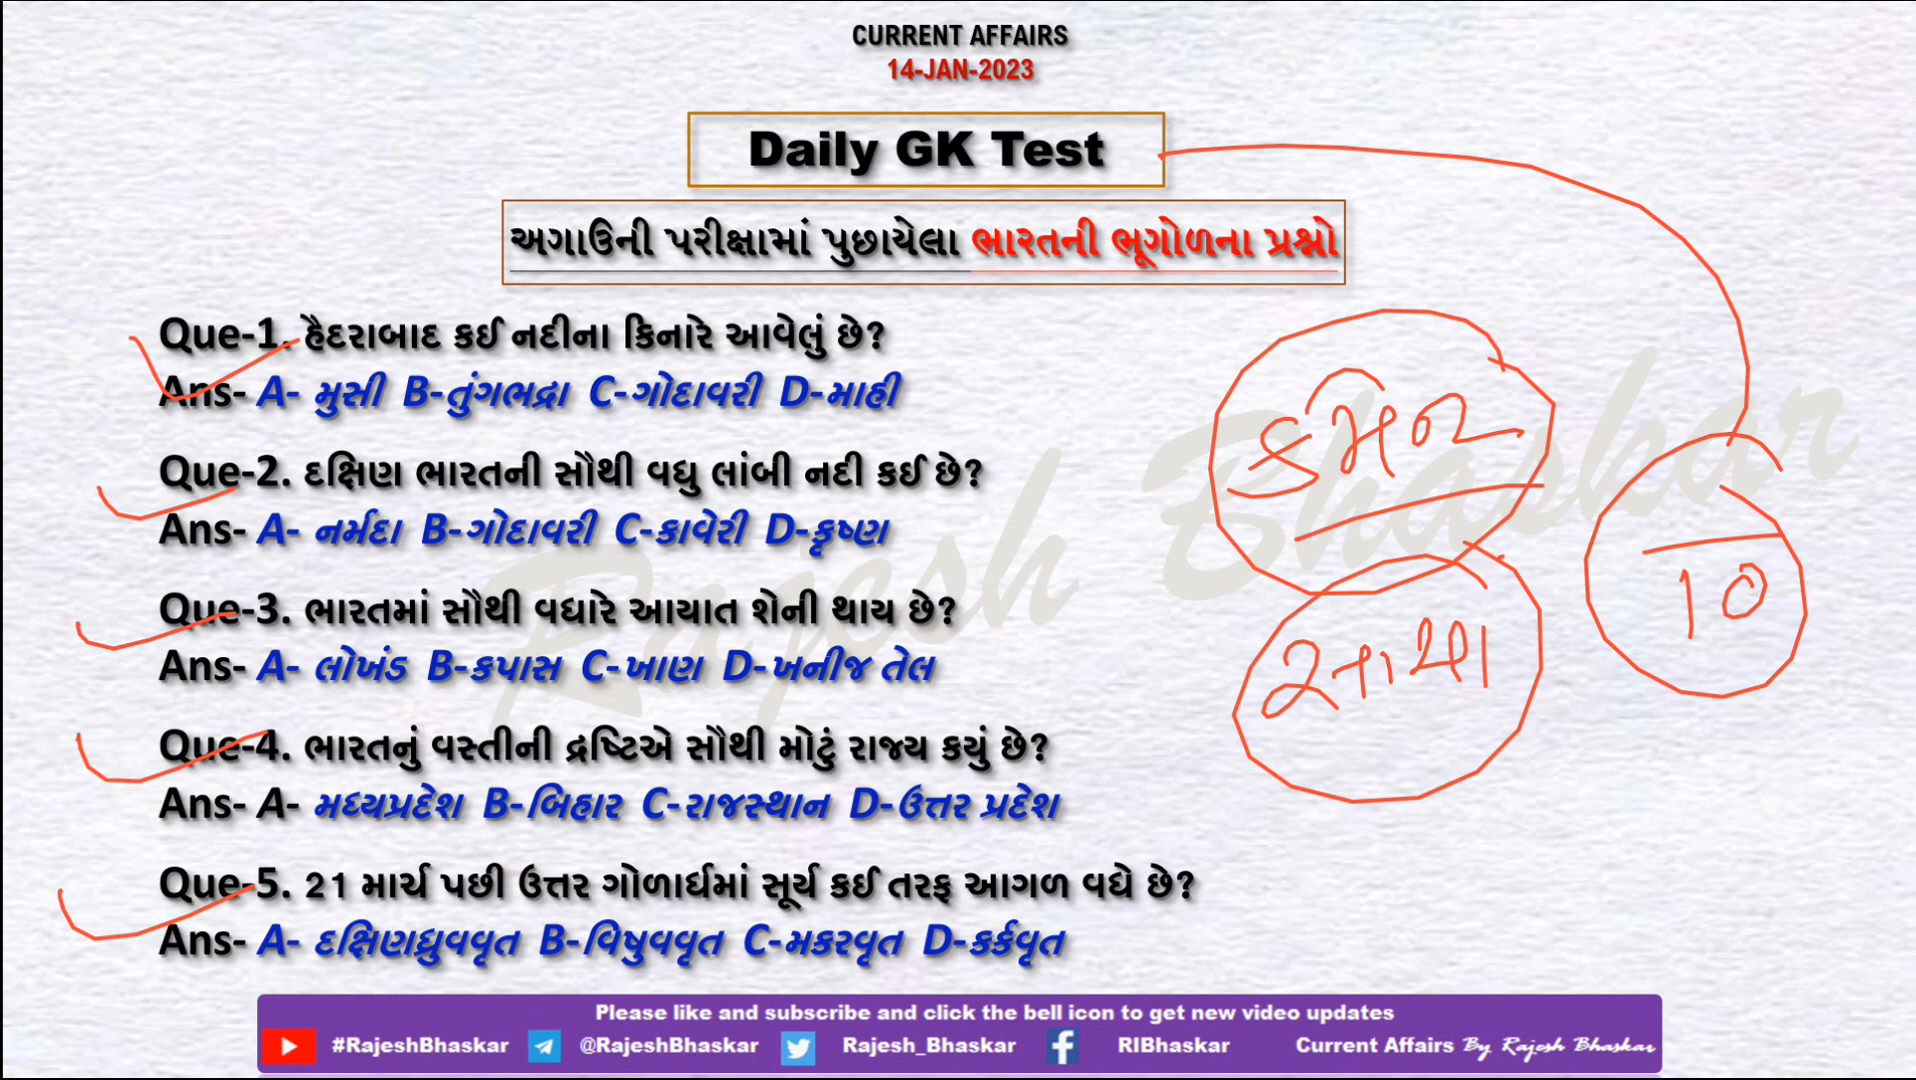 CURRENT AFFAIRS
14-JAN-2023
Daily GK Test
અગાઉની પરીક્ષામાં પુછાયેલા ભારતની ભૂગોળના પ્રશ્નો
Que-1. હૈદરાબાદ કઈ નદીના કિનારે આવેલું છે?
Ans- A- મુસી B-તુંગભદ્રા C-ગોદાવરી D-માહી
Que-2. દક્ષિણ ભારતની સૌથી વધુ લાંબી નદી કઈ છે?
Ans- A- નર્મદા B-ગોદાવરી C-કાવેરી D-કૃષ્ણ
Que-3. ભારતમાં સૌથી વધારે આયાત શેની થાય છે?
Ans- A- લોખંડ B-કપાસ C-ખાણ D-ખનીજ તેલ
Que-4. ભારતનું વસ્તીની દ્રષ્ટિએ સૌથી મોટું રાજ્ય કયું છે?
Ans- A- મધ્યપ્રદેશ B-બિહાર C-રાજસ્થાન D-ઉત્તર પ્રદેશ
Que-5. 21 માર્ચ પછી ઉત્તર ગોળાર્ધમાં સૂર્ય કઈ તરફ આગળ વધે છે?
Ans- A- દક્ષિણધ્રુવવૃત B-વિષુવવૃત C-મકરવૃત D-કર્કવૃત
10
Rajesh Bhaskar
Please like and subscribe and click the bell icon to get new video updates
#RajeshBhaskar @RajeshBhaskar Rajesh_Bhaskar RIBhaskar Current Affairs By Rajesh Bhaskar